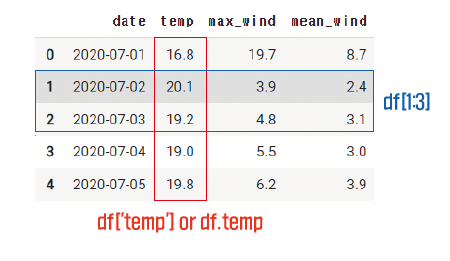 date temp max_wind mean_wind
0 2020-07-01 16.8 19.7 8.7
1 2020-07-02 20.1 3.9 2.4
2 2020-07-03 19.2 4.8 3.1
df[1:3]
3 2020-07-04 19.0 5.5 3.0
4 2020-07-05 19.8 6.2 3.9
df['temp'] or df.temp